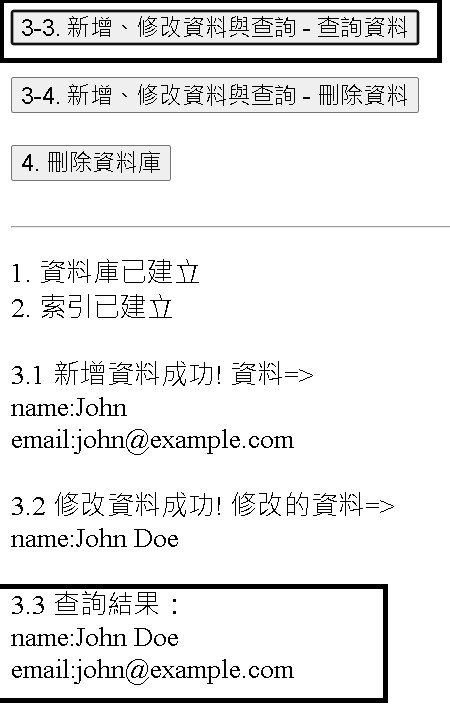 3-3. 新增、修改資料與查詢 - 查詢資料
3-4. 新增、修改資料與查詢 - 刪除資料
4. 刪除資料庫
1. 資料庫已建立
2. 索引已建立
3.1 新增資料成功! 資料=>
name:John
email:john@example.com
3.2 修改資料成功! 修改的資料=>
name:John Doe
3.3 查詢結果：
name:John Doe
email:john@example.com